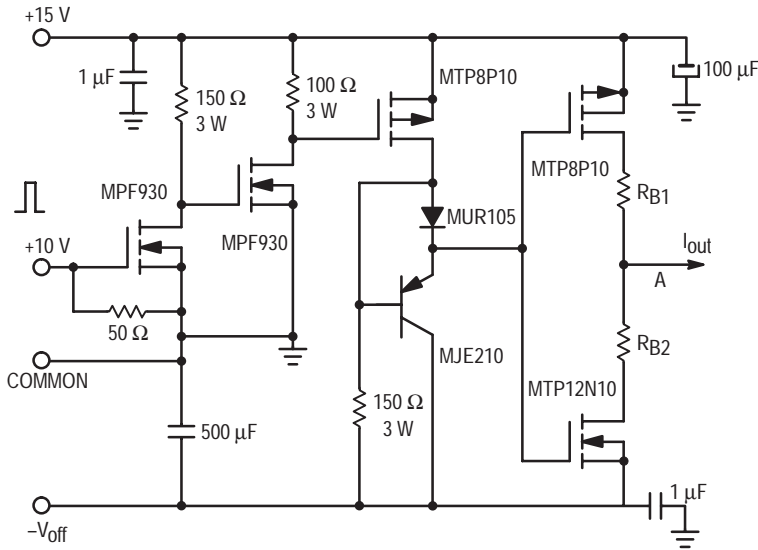 +15 V
1 μF
150 Ω
3 W
100 Ω
3 W
MTP8P10
100 μF
MPF930
MTP8P10
RB1
MUR105
MPF930
+10 V
Iout
A
50 Ω
RB2
COMMON
MJE210
MTP12N10
150 Ω
3 W
500 μF
1 μF
–Voff